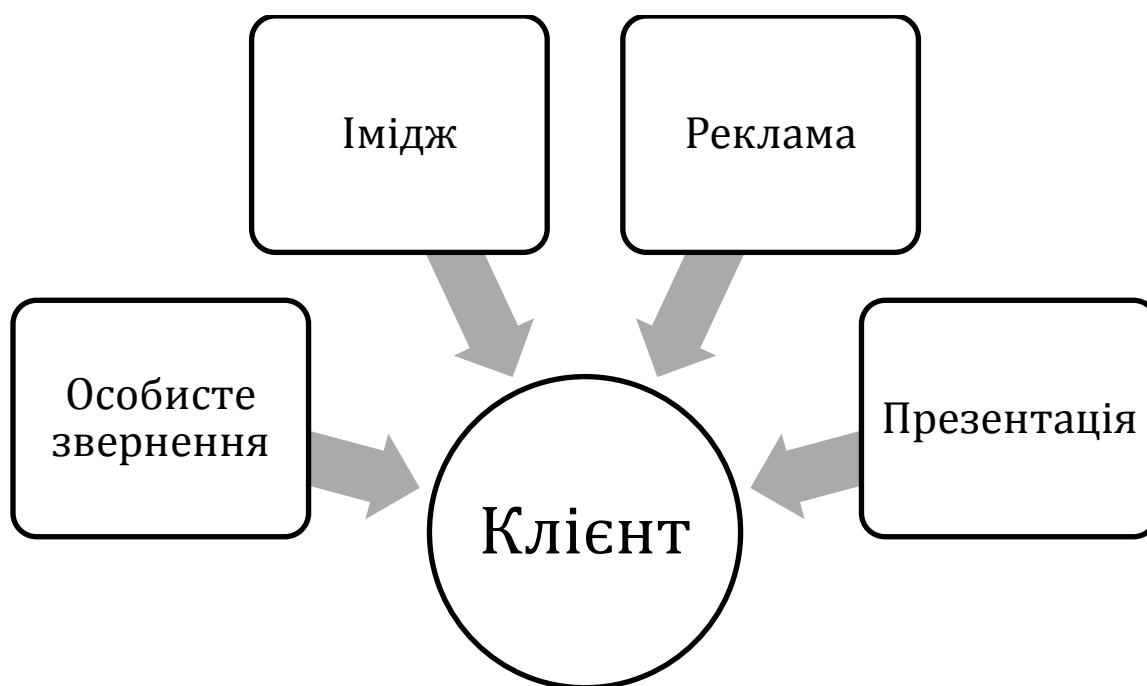 Імідж
Реклама
Особисте
звернення
Презентація
Клієнт